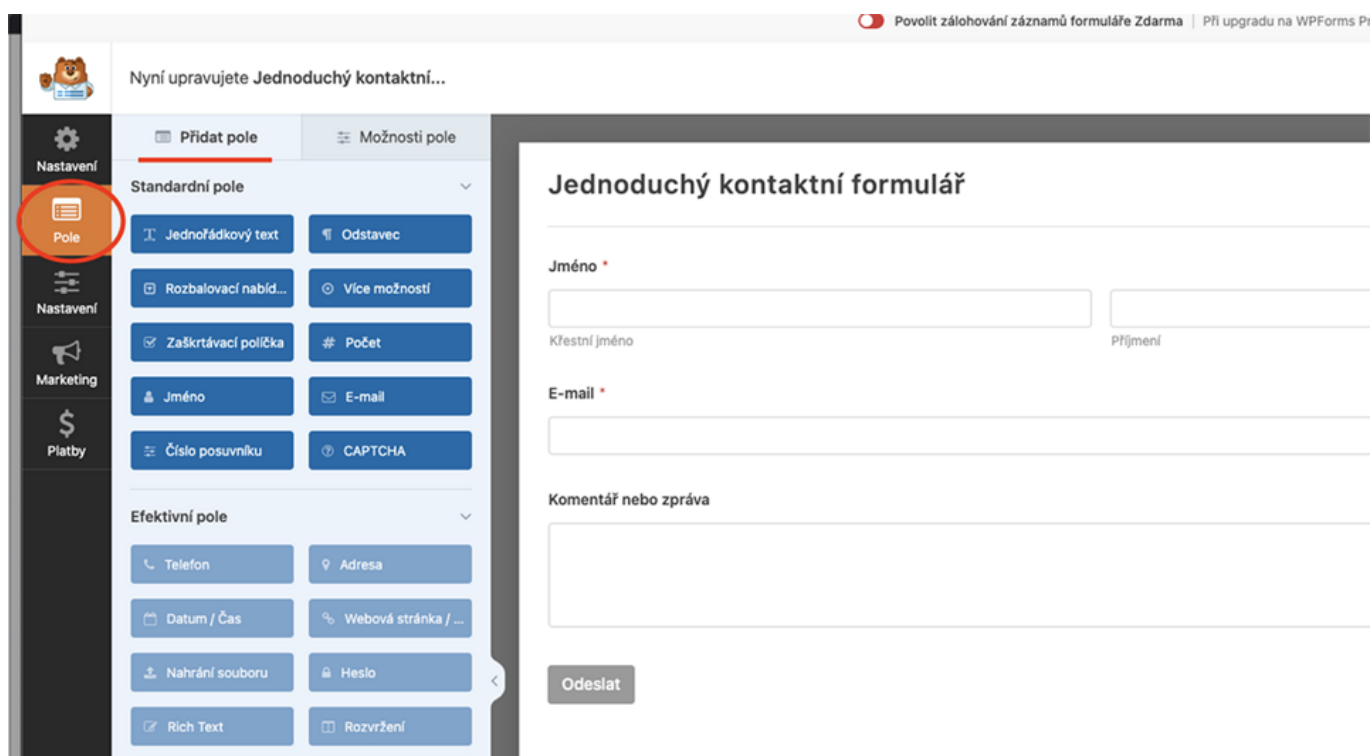 Povolit zálohování záznamů formuláře Zdarma | Při upgradu na WPForms Pr
Nyní upravujete Jednoduchý kontaktní...
Nastavení
Pole
Nastavení
Marketing
Platby
Přidat pole
Možnosti pole
Standardní pole
Jednořádkový text
Odstavec
Rozbalovací nabíd...
Více možností
Zaškrtávací políčka
Počet
Jméno
E-mail
Číslo posuvníku
CAPTCHA
Efektivní pole
Telefon
Adresa
Datum / Čas
Webová stránka / ...
Nahrání souboru
Heslo
Rich Text
Rozvržení
Jednoduchý kontaktní formulář
Jméno *
Křestní jméno
Příjmení
E-mail *
Komentář nebo zpráva
Odeslat